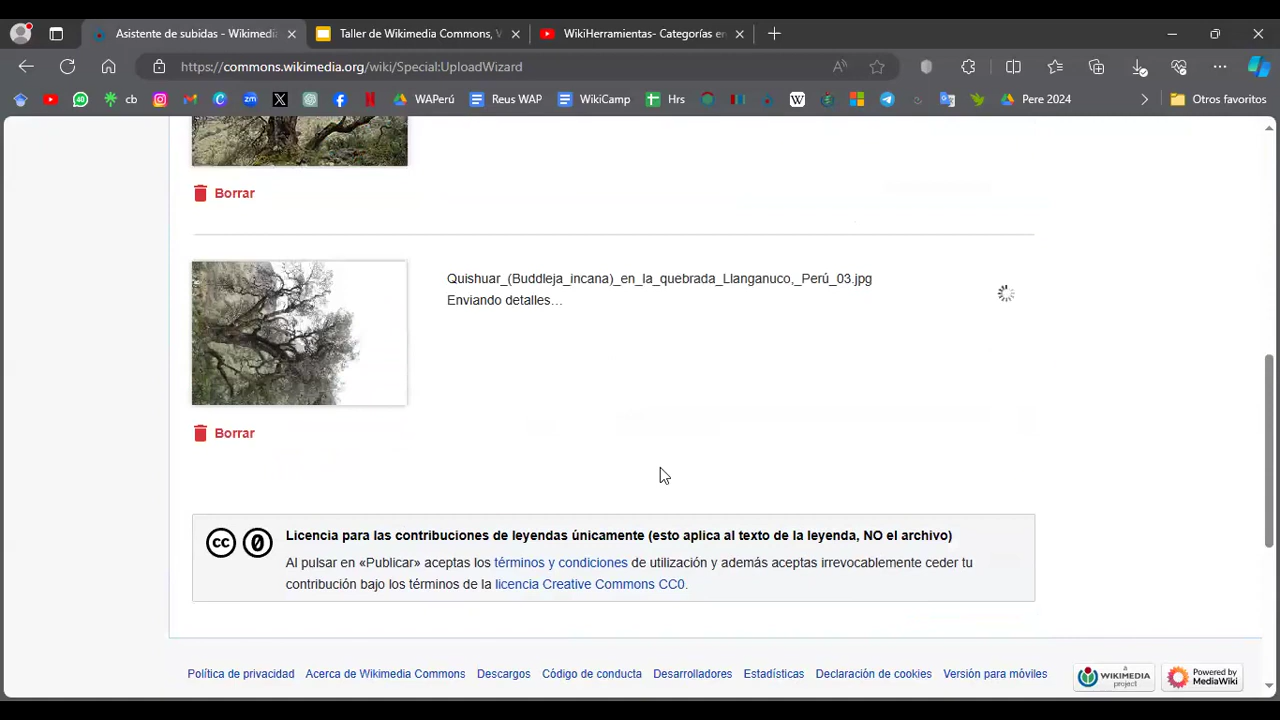 Asistente de subidas - Wikimedi
Taller de Wikimedia Commons, V
WikiHerramientas- Categorías en
https://commons.wikimedia.org/wiki/Special:UploadWizard
cb
WAPerú
Reus WAP
WikiCamp
Hrs
Pere 2024
Otros favoritos
Borrar
Quishuar_(Buddleja_incana)_en_la_quebrada_Llanganuco,_Perú_03.jpg
Enviando detalles...
Borrar
Licencia para las contribuciones de leyendas únicamente (esto aplica al texto de la leyenda, NO el archivo)
Al pulsar en «Publicar» aceptas los términos y condiciones de utilización y además aceptas irrevocablemente ceder tu
contribución bajo los términos de la licencia Creative Commons CC0.
Política de privacidad
Acerca de Wikimedia Commons
Descargos
Código de conducta
Desarrolladores
Estadísticas
Declaración de cookies
Versión para móviles
a
WIKIMEDIA
project
Powered by
MediaWiki